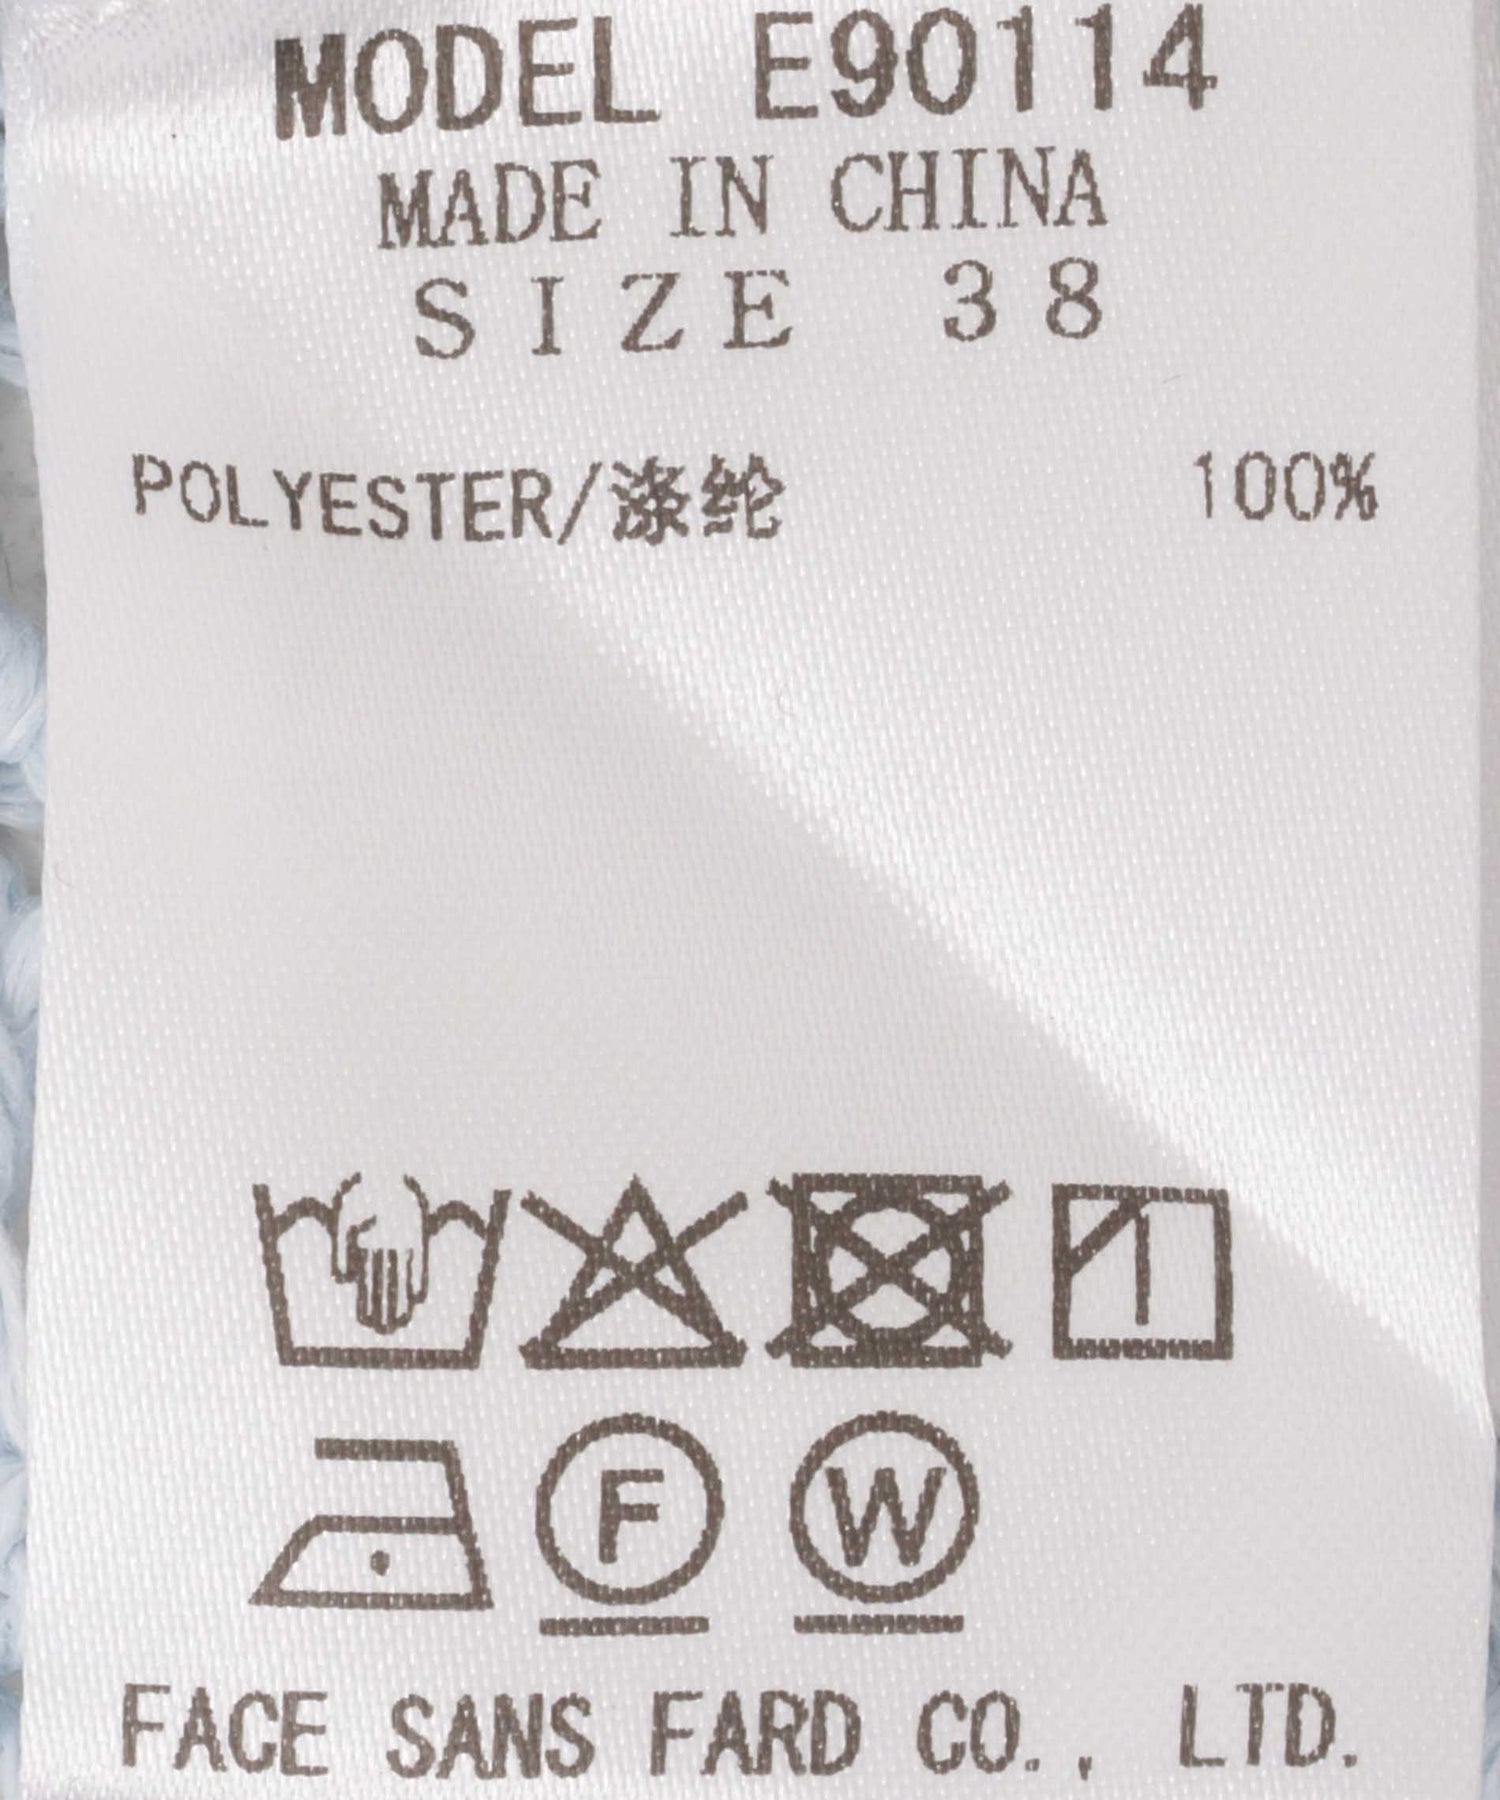 MODEL E90114
MADE IN CHINA
SIZE 38
POLYESTER/涤纶 100%
F W
FACE SANS FARD CO., LTD.